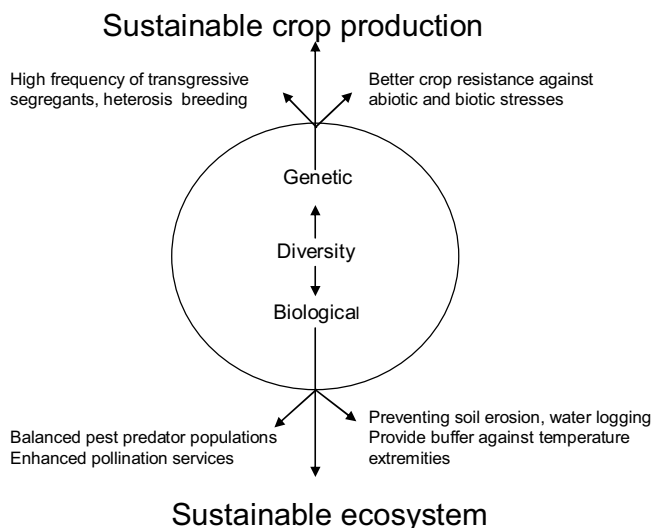 Sustainable crop production
High frequency of transgressive
segregants, heterosis breeding
Better crop resistance against
abiotic and biotic stresses
Genetic
Diversity
Biological
Balanced pest predator populations
Enhanced pollination services
Preventing soil erosion, water logging
Provide buffer against temperature
extremities
Sustainable ecosystem